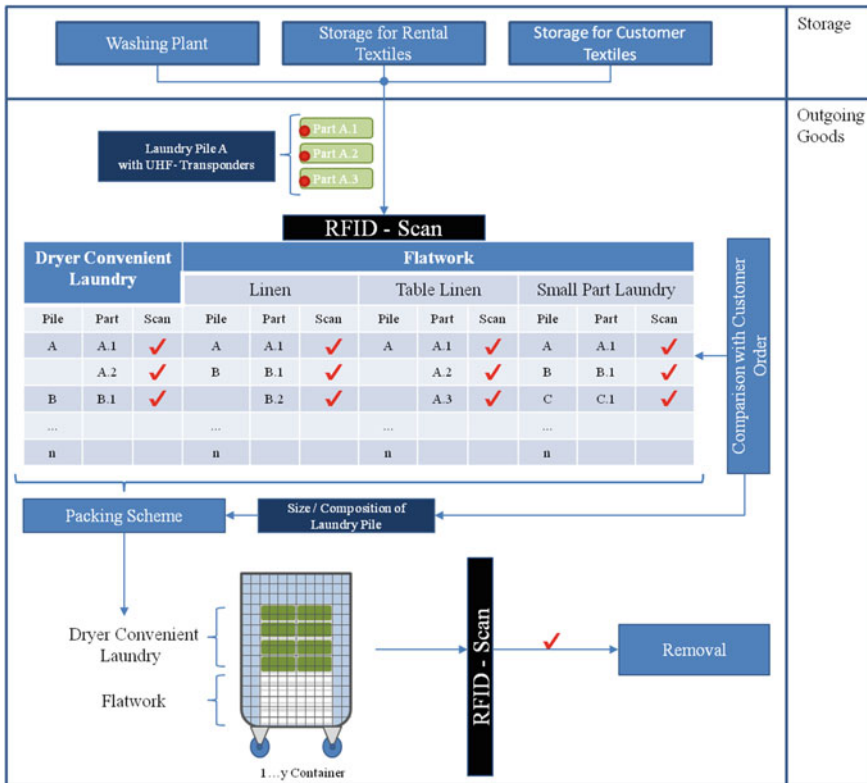 Washing Plant
Storage for Rental
Textiles
Storage for Customer
Textiles
Storage
Outgoing
Goods
Laundry Pile A
with UHF- Transponders
Part A.1
Part A.2
Part A.3
RFID - Scan
Dryer Convenient
Laundry
Flatwork
Linen
Table Linen
Small Part Laundry
Pile Part Scan Pile Part Scan Pile Part Scan Pile Part Scan
A A.1 A A.1 A A.1 A A.1
A.2 B B.1 A.2 B B.1
B B.1 B.2 A.3 C C.1
... ... ... ...
n n n n
Comparison with Customer
Order
Packing Scheme
Size / Composition of
Laundry Pile
Dryer Convenient
Laundry
Flatwork
RFID - Scan
Removal
1...y Container